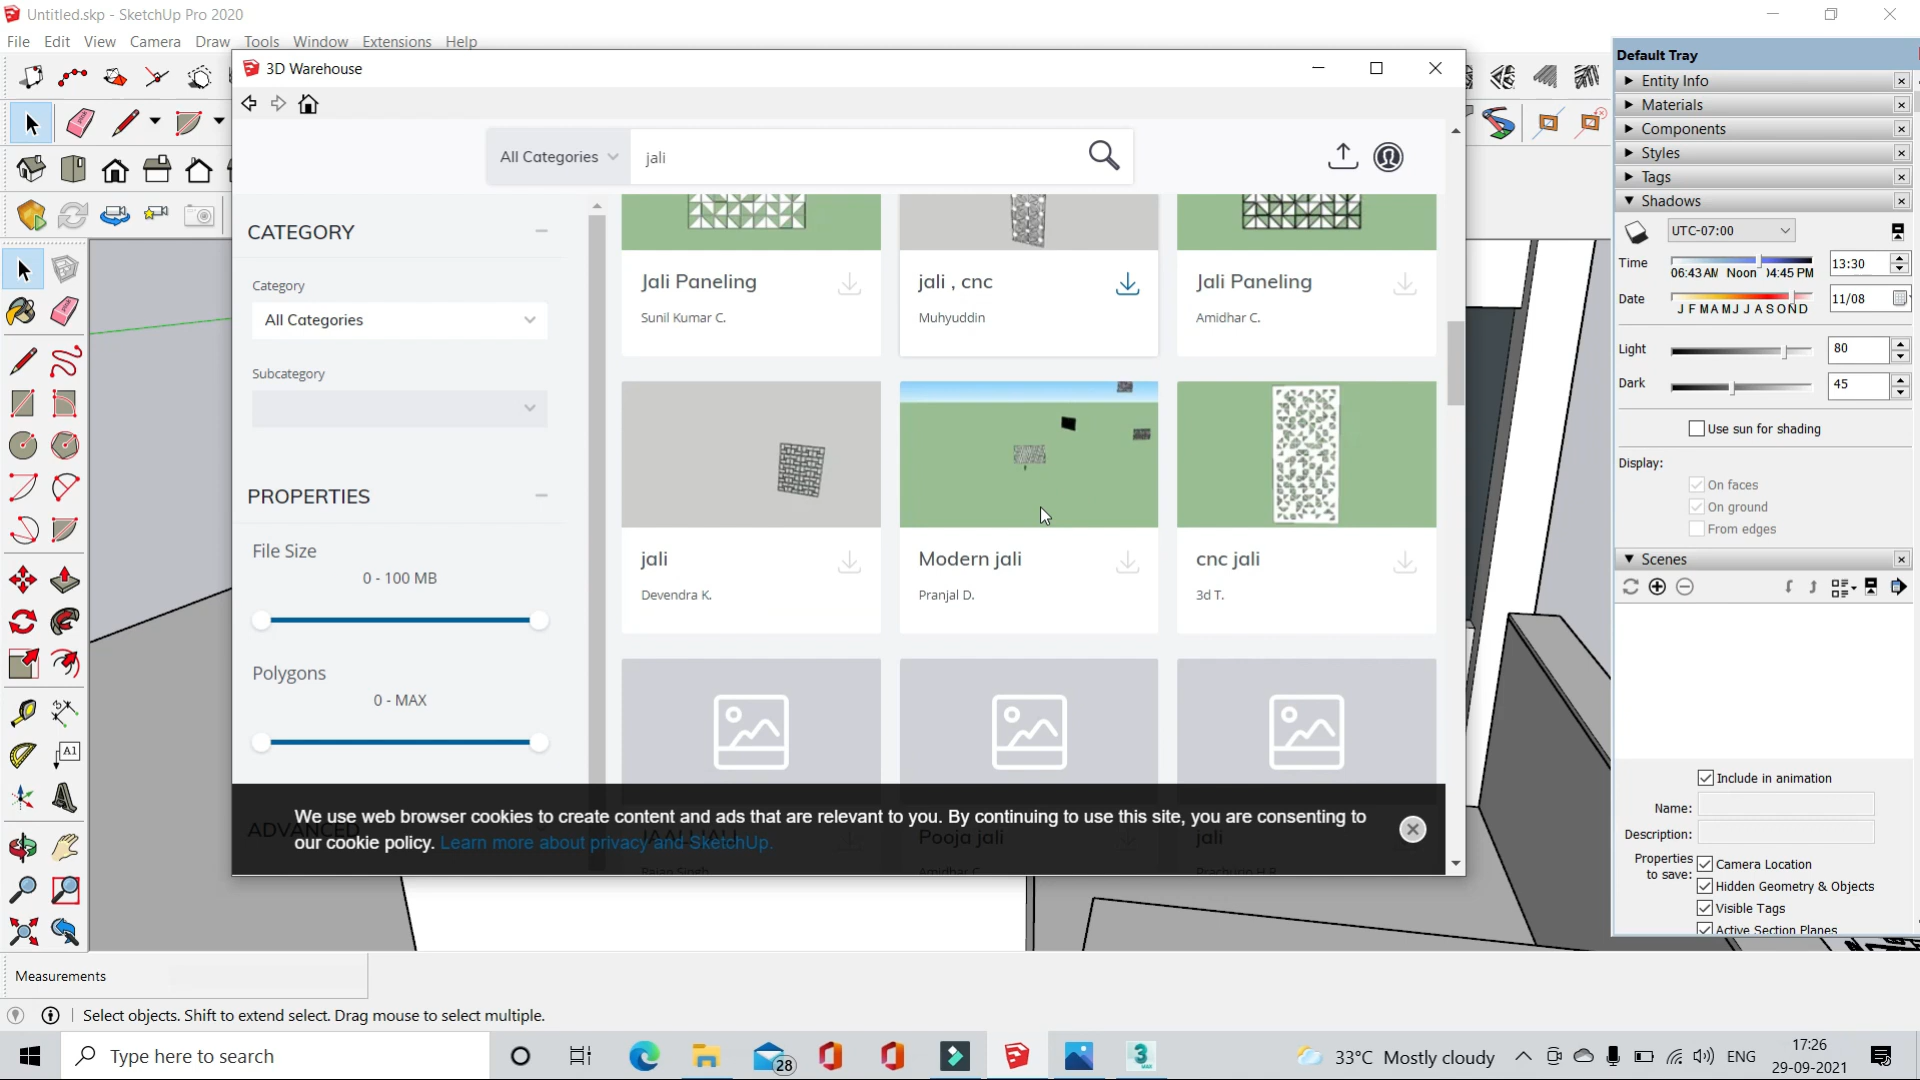 Untitled.skp - SketchUp Pro 2020
File Edit View Camera Draw Tools Window Extensions Help
3D Warehouse
All Categories
jali
CATEGORY
Category
All Categories
Subcategory
PROPERTIES
File Size
0 - 100 MB
Polygons
0 - MAX
ADVANCED
Jali Paneling
Sunil Kumar C.
jali , cnc
Muhyuddin
Jali Paneling
Amidhar C.
jali
Devendra K.
Modern jali
Pranjal D.
cnc jali
3d T.
Pooja jali
jali
We use web browser cookies to create content and ads that are relevant to you. By continuing to use this site, you are consenting to
our cookie policy. Learn more about privacy and SketchUp.
Default Tray
Entity Info
Materials
Components
Styles
Tags
Shadows
UTC-07:00
Time
06:43 AM Noon 04:45 PM
13:30
Date
J F M A M J J A S O N D
11/08
Light
80
Dark
45
Use sun for shading
Display:
On faces
On ground
From edges
Scenes
Include in animation
Name:
Description:
Properties
to save:
Camera Location
Hidden Geometry & Objects
Visible Tags
Active Section Planes
A1
Measurements
Select objects. Shift to extend select. Drag mouse to select multiple.
Type here to search
28
3
33°C Mostly cloudy
ENG
17:26
29-09-2021